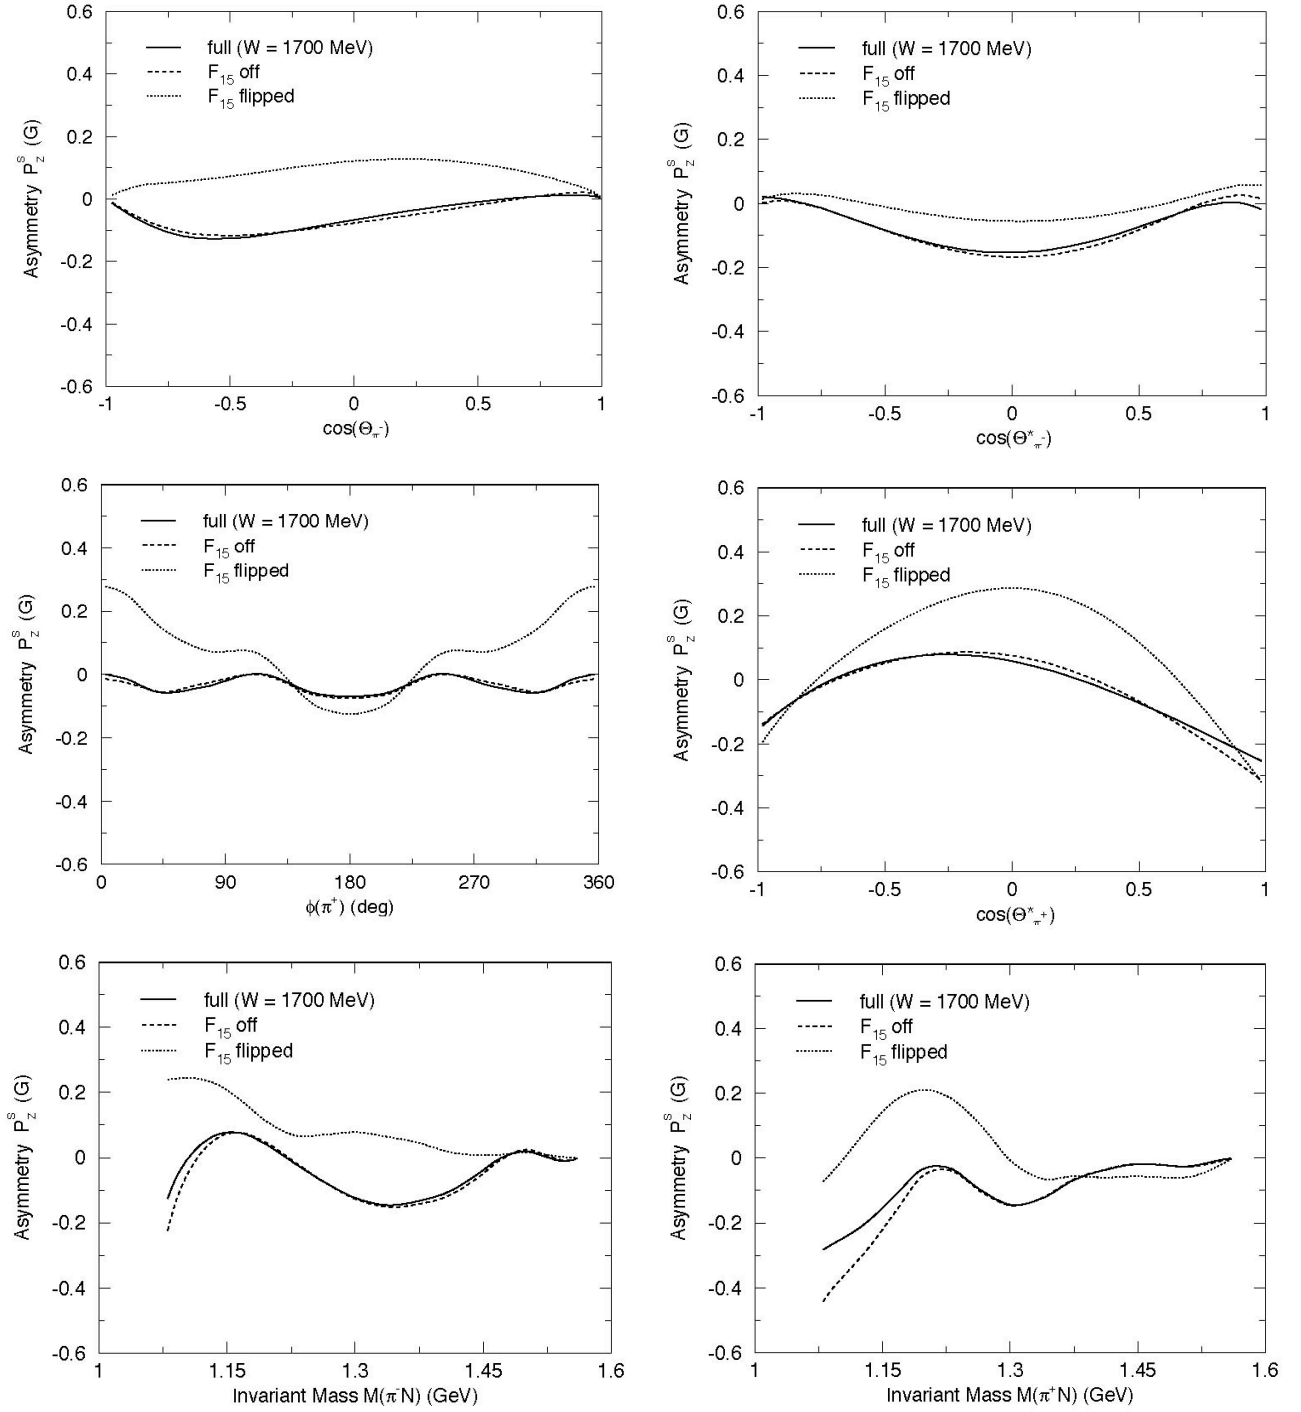 0.6
full (W = 1700 MeV)
F15 off
F15 flipped
0.4
0.2
0
-0.2
-0.4
-0.6
Asymmetry P_z^s (G)
-1 -0.5 0 0.5 1
cos(Θπ-)
0.6
full (W = 1700 MeV)
F15 off
F15 flipped
0.4
0.2
0
-0.2
-0.4
-0.6
Asymmetry P_z^s (G)
-1 -0.5 0 0.5 1
cos(Θ*π-)
0.6
full (W = 1700 MeV)
F15 off
F15 flipped
0.4
0.2
0
-0.2
-0.4
-0.6
Asymmetry P_z^s (G)
0 90 180 270 360
ϕ(π+) (deg)
0.6
full (W = 1700 MeV)
F15 off
F15 flipped
0.4
0.2
0
-0.2
-0.4
-0.6
Asymmetry P_z^s (G)
-1 -0.5 0 0.5 1
cos(Θ*π+)
0.6
full (W = 1700 MeV)
F15 off
F15 flipped
0.4
0.2
0
-0.2
-0.4
-0.6
Asymmetry P_z^s (G)
1 1.15 1.3 1.45 1.6
Invariant Mass M(π-N) (GeV)
0.6
full (W = 1700 MeV)
F15 off
F15 flipped
0.4
0.2
0
-0.2
-0.4
-0.6
Asymmetry P_z^s (G)
1 1.15 1.3 1.45 1.6
Invariant Mass M(π+N) (GeV)